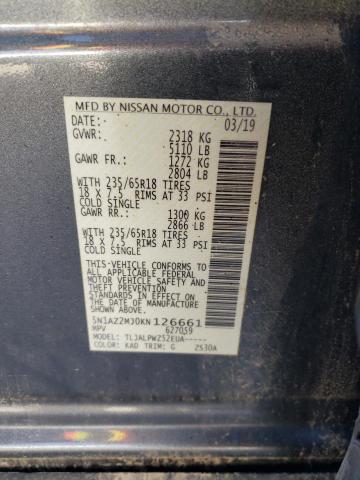 MFD BY NISSAN MOTOR CO., LTD.
DATE: 03/19
GVWR: 2318 KG
5110 LB
GAWR FR: 1272 KG
2804 LB
WITH 235/65R18 TIRES
18 X 7.5 RIMS AT 33 PSI
COLD SINGLE
GAWR RR: 1300 KG
2866 LB
WITH 235/65R18 TIRES
18 X 7.5 RIMS AT 33 PSI
COLD SINGLE
THIS VEHICLE CONFORMS TO
ALL APPLICABLE FEDERAL
MOTOR VEHICLE SAFETY
STANDARDS IN EFFECT ON
THE DATE OF MANUFACTURE
SHOWN ABOVE.
5N1AZ2MJ0KN126661
MPV 627059
MODEL: TLJALPWZ52EUA-----
COLOR: KAD TRIM: G 2S30A